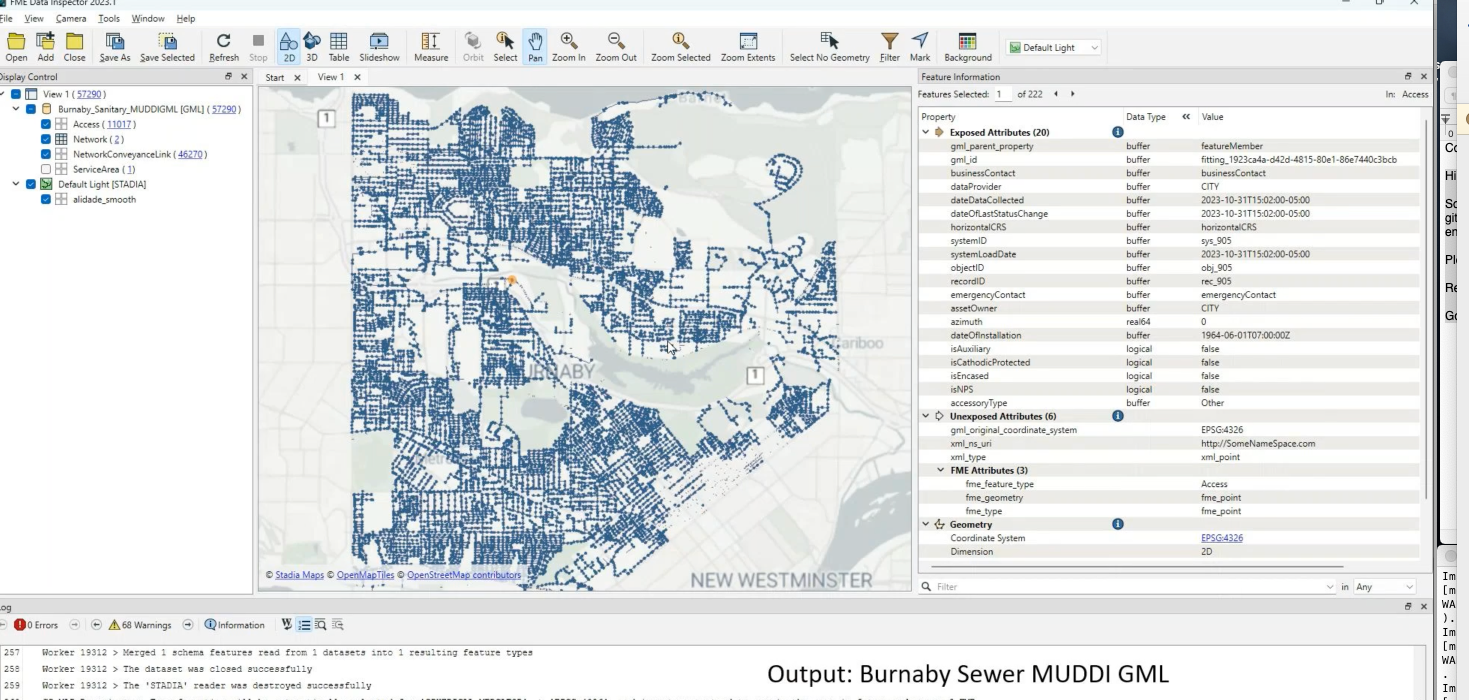 FME Data Inspector 2023.1
File View Camera Tools Window Help
Open Add Close Save As Save Selected Refresh Stop 2D 3D Table Slideshow Measure Orbit Select Pan Zoom In Zoom Out Zoom Selected Zoom Extents Select No Geometry Filter Mark Background Default Light
Display Control
View 1 (57290)
Burnaby_Sanitary_MUDDIGML [GML] (57290)
Access (11017)
Network (2)
NetworkConveyanceLink (46270)
ServiceArea (1)
Default Light [STADIA]
alidade_smooth
Start View 1
1
Cariboo
1
NEW WESTMINSTER
© Stadia Maps © OpenMapTiles © OpenStreetMap contributors
Feature Information
Features Selected: 1 of 222 In: Access
Property Data Type Value
Exposed Attributes (20)
gml_parent_property buffer featureMember
gml_id buffer fitting_1923ca4a-d42d-4815-80e1-86e7440c3bcb
businessContact buffer businessContact
dataProvider buffer CITY
dateDataCollected buffer 2023-10-31T15:02:00-05:00
dateOfLastStatusChange buffer 2023-10-31T15:02:00-05:00
horizontalCRS buffer horizontalCRS
systemID buffer sys_905
systemLoadDate buffer 2023-10-31T15:02:00-05:00
objectID buffer obj_905
recordID buffer rec_905
emergencyContact buffer emergencyContact
assetOwner buffer CITY
azimuth real64 0
dateOfInstallation buffer 1964-06-01T07:00:00Z
isAuxiliary logical false
isCathodicProtected logical false
isEncased logical false
isNPS logical false
accessoryType buffer Other
Unexposed Attributes (6)
gml_original_coordinate_system EPSG:4326
xml_ns_uri http://SomeNameSpace.com
xml_type xml_point
FME Attributes (3)
fme_feature_type Access
fme_geometry fme_point
fme_type fme_point
Geometry
Coordinate System EPSG:4326
Dimension 2D
Filter in Any
Log
0 Errors 68 Warnings Information
257 Worker 19312 > Merged 1 schema features read from 1 datasets into 1 resulting feature types
258 Worker 19312 > The dataset was closed successfully
259 Worker 19312 > The 'STADIA' reader was destroyed successfully
Output: Burnaby Sewer MUDDI GML